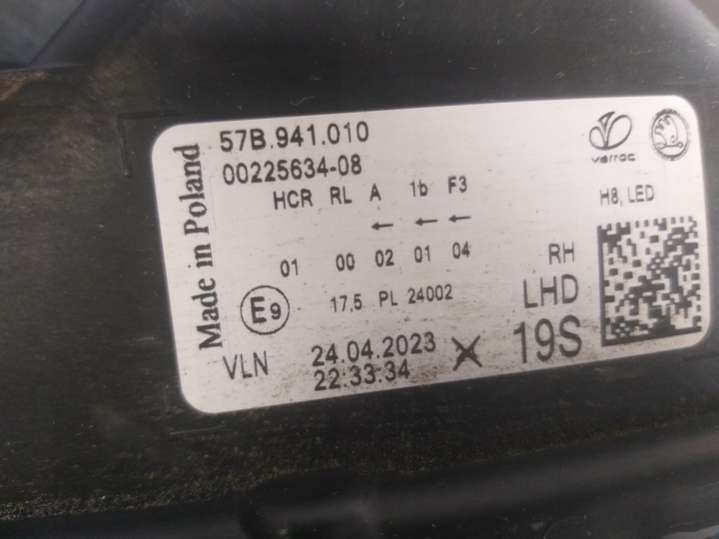 Made in Poland
57B.941.010
00225634-08
varroc
HCR RL A 1b F3
H8, LED
← ← ←
01 00 02 01 04
RH
E9
17,5 PL 24002
LHD
VLN
24.04.2023
22:33:34
X
19S